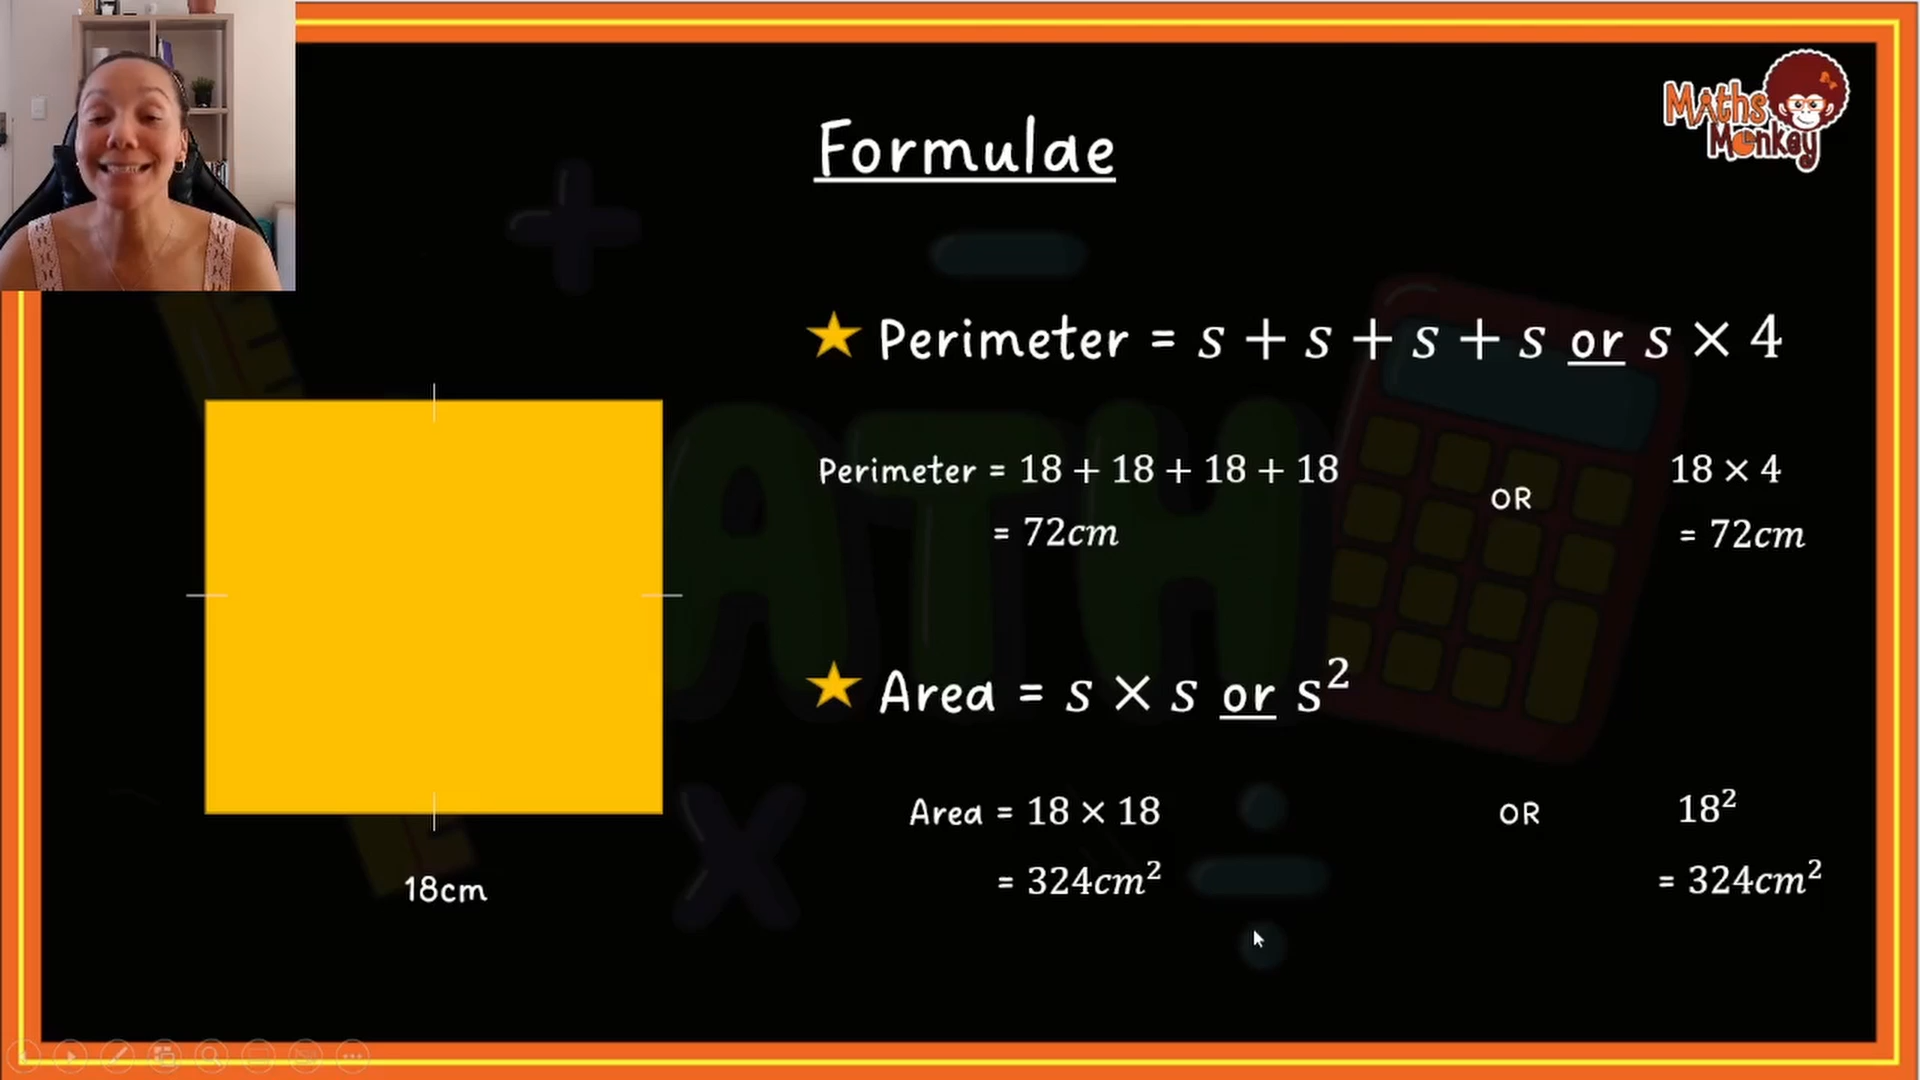 Maths
Monkey
Formulae
Perimeter = s + s + s + s or s × 4
Perimeter = 18 + 18 + 18 + 18 OR 18 × 4
= 72cm = 72cm
Area = s × s or s²
Area = 18 × 18 OR 18²
= 324cm² = 324cm²
18cm
ATH